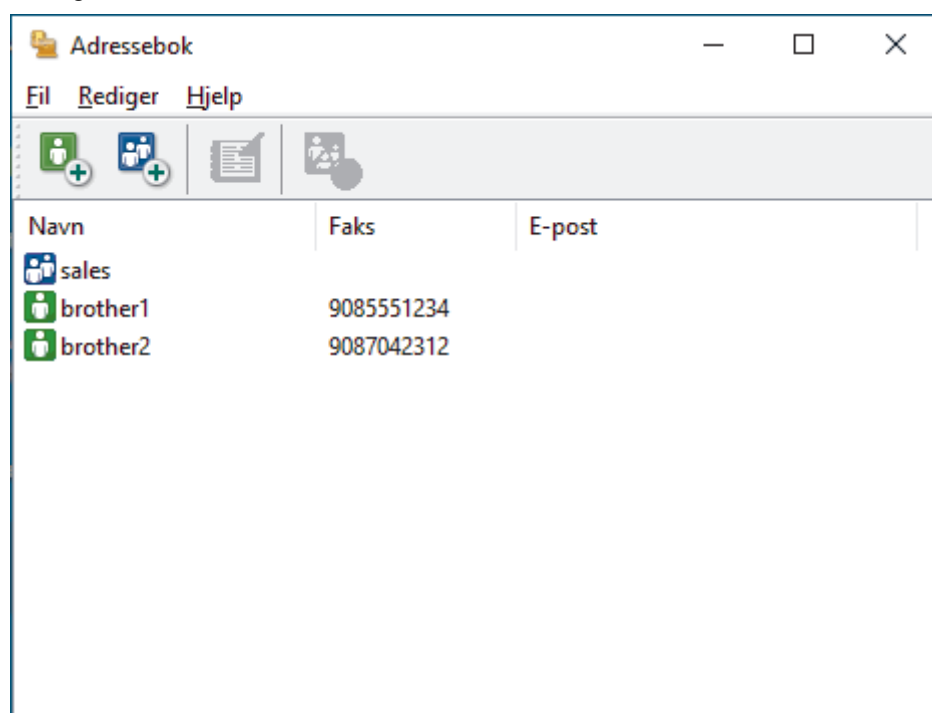 Adressebok
Fil Rediger Hjelp
Navn Faks E-post
sales
brother1 9085551234
brother2 9087042312